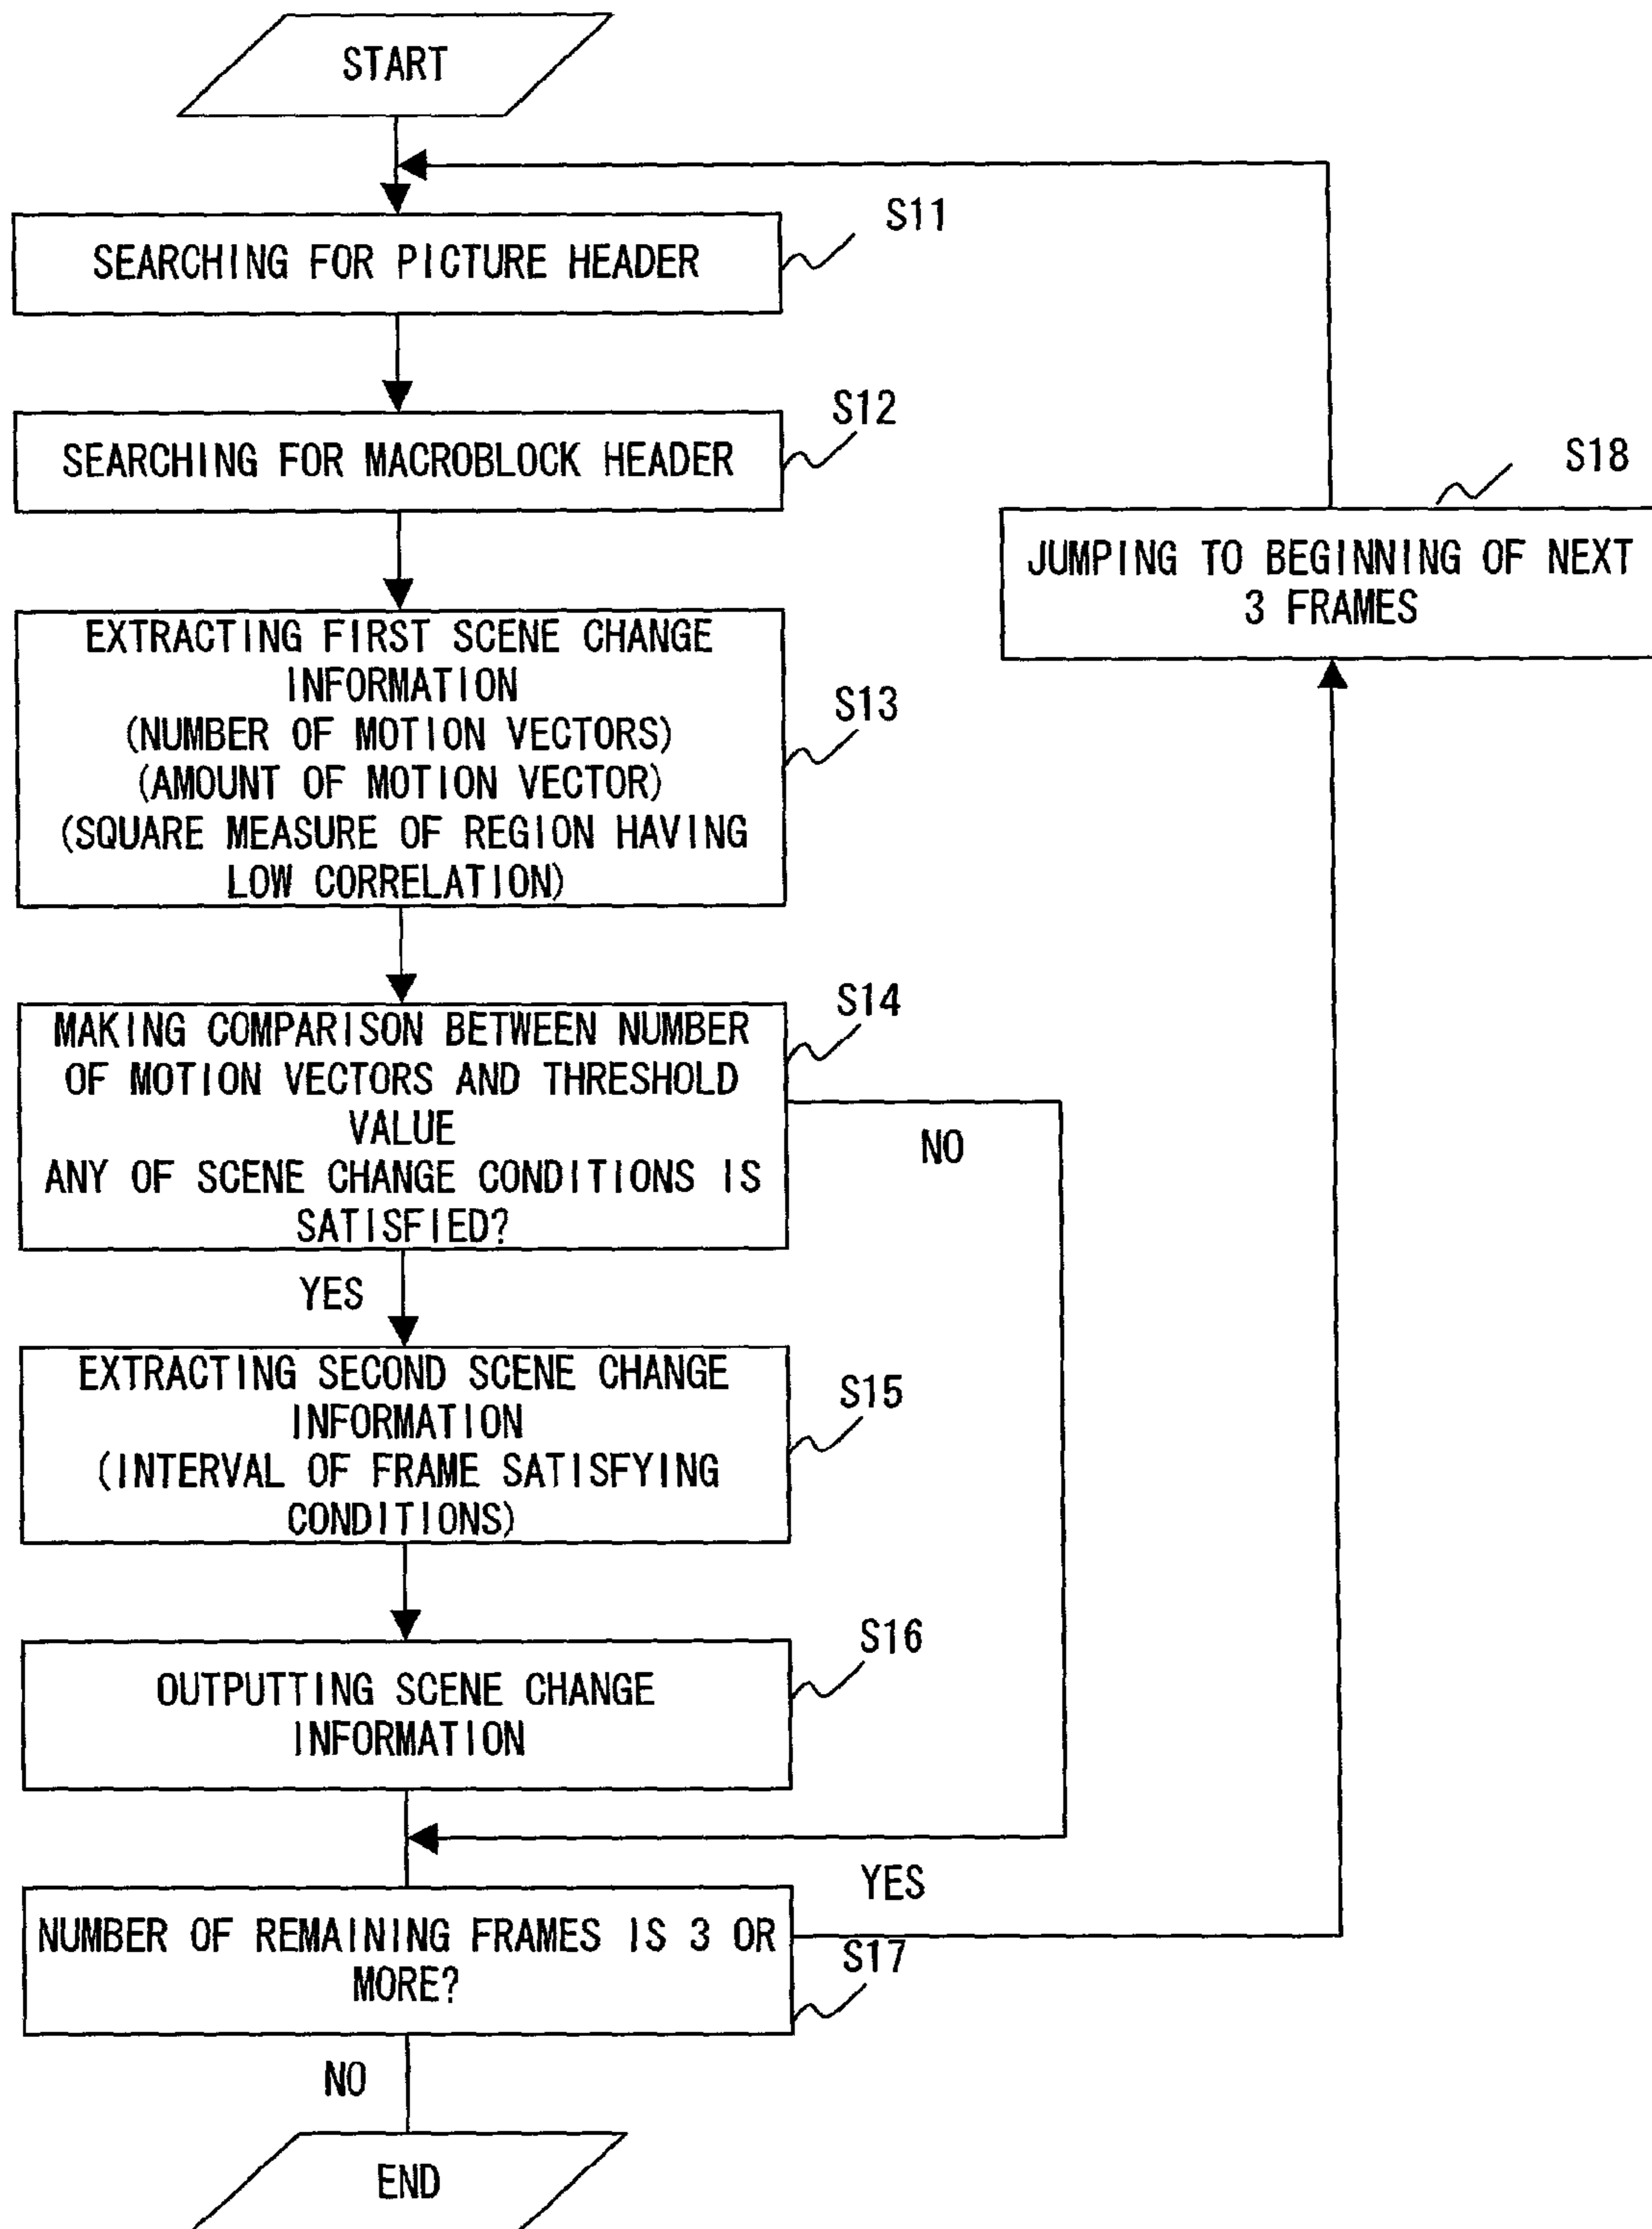 START
S11
SEARCHING FOR PICTURE HEADER
S12
SEARCHING FOR MACROBLOCK HEADER
S18
JUMPING TO BEGINNING OF NEXT
3 FRAMES
EXTRACTING FIRST SCENE CHANGE
INFORMATION
(NUMBER OF MOTION VECTORS)
(AMOUNT OF MOTION VECTOR)
(SQUARE MEASURE OF REGION HAVING
LOW CORRELATION)
S13
S14
MAKING COMPARISON BETWEEN NUMBER
OF MOTION VECTORS AND THRESHOLD
VALUE
ANY OF SCENE CHANGE CONDITIONS IS
SATISFIED?
NO
YES
EXTRACTING SECOND SCENE CHANGE
INFORMATION
(INTERVAL OF FRAME SATISFYING
CONDITIONS)
S15
S16
OUTPUTTING SCENE CHANGE
INFORMATION
YES
NUMBER OF REMAINING FRAMES IS 3 OR
MORE?
S17
NO
END